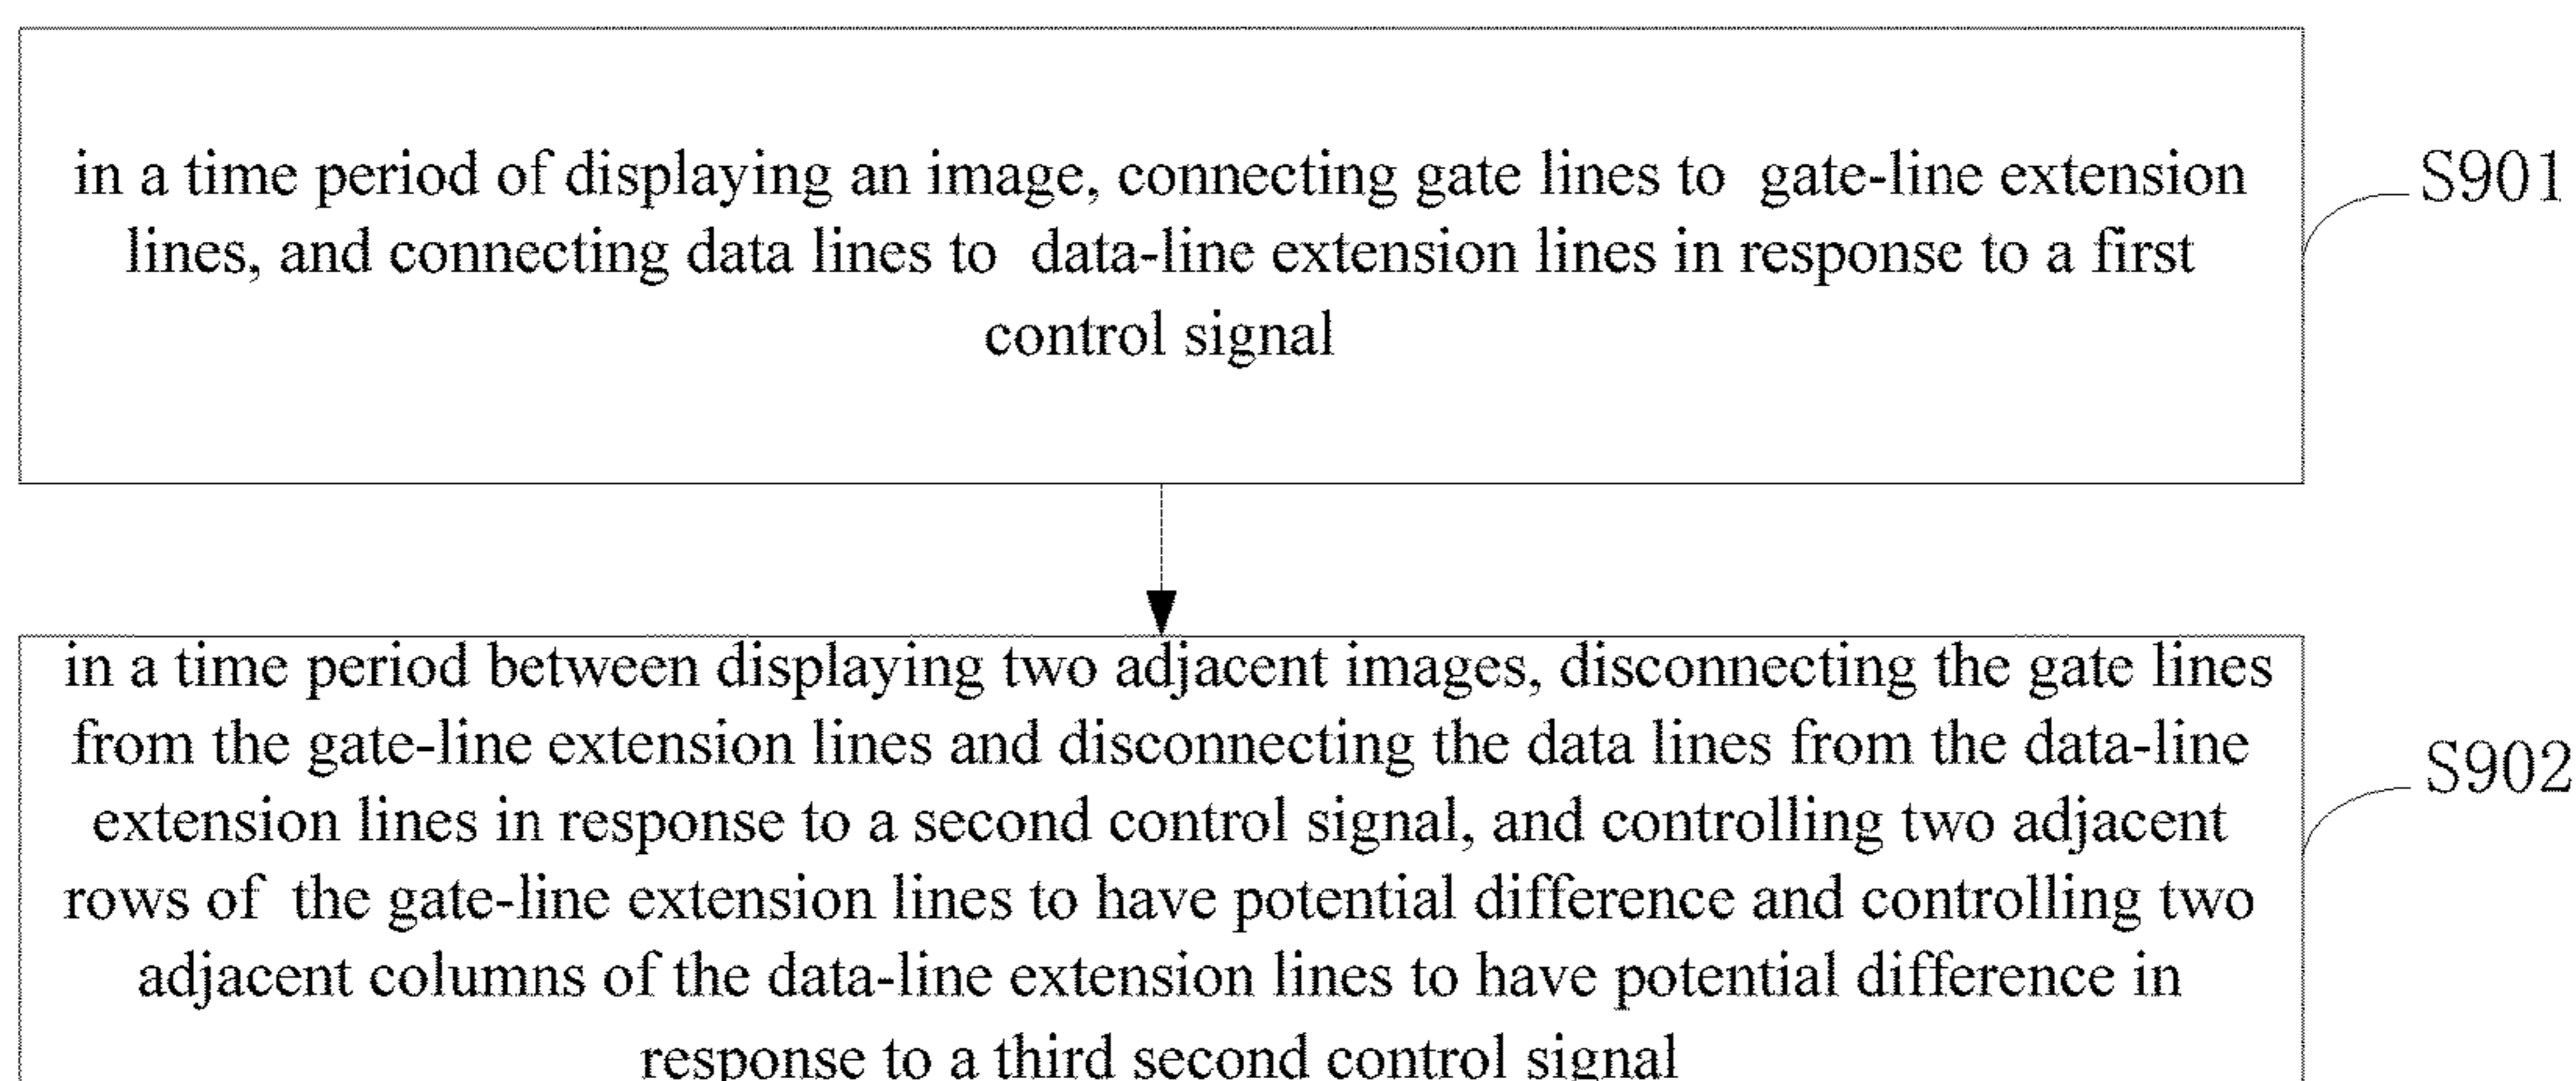 in a time period of displaying an image, connecting gate lines to gate-line extension
lines, and connecting data lines to data-line extension lines in response to a first
control signal
S901
in a time period between displaying two adjacent images, disconnecting the gate lines
from the gate-line extension lines and disconnecting the data lines from the data-line
extension lines in response to a second control signal, and controlling two adjacent
rows of the gate-line extension lines to have potential difference and controlling two
adjacent columns of the data-line extension lines to have potential difference in
response to a third second control signal
S902